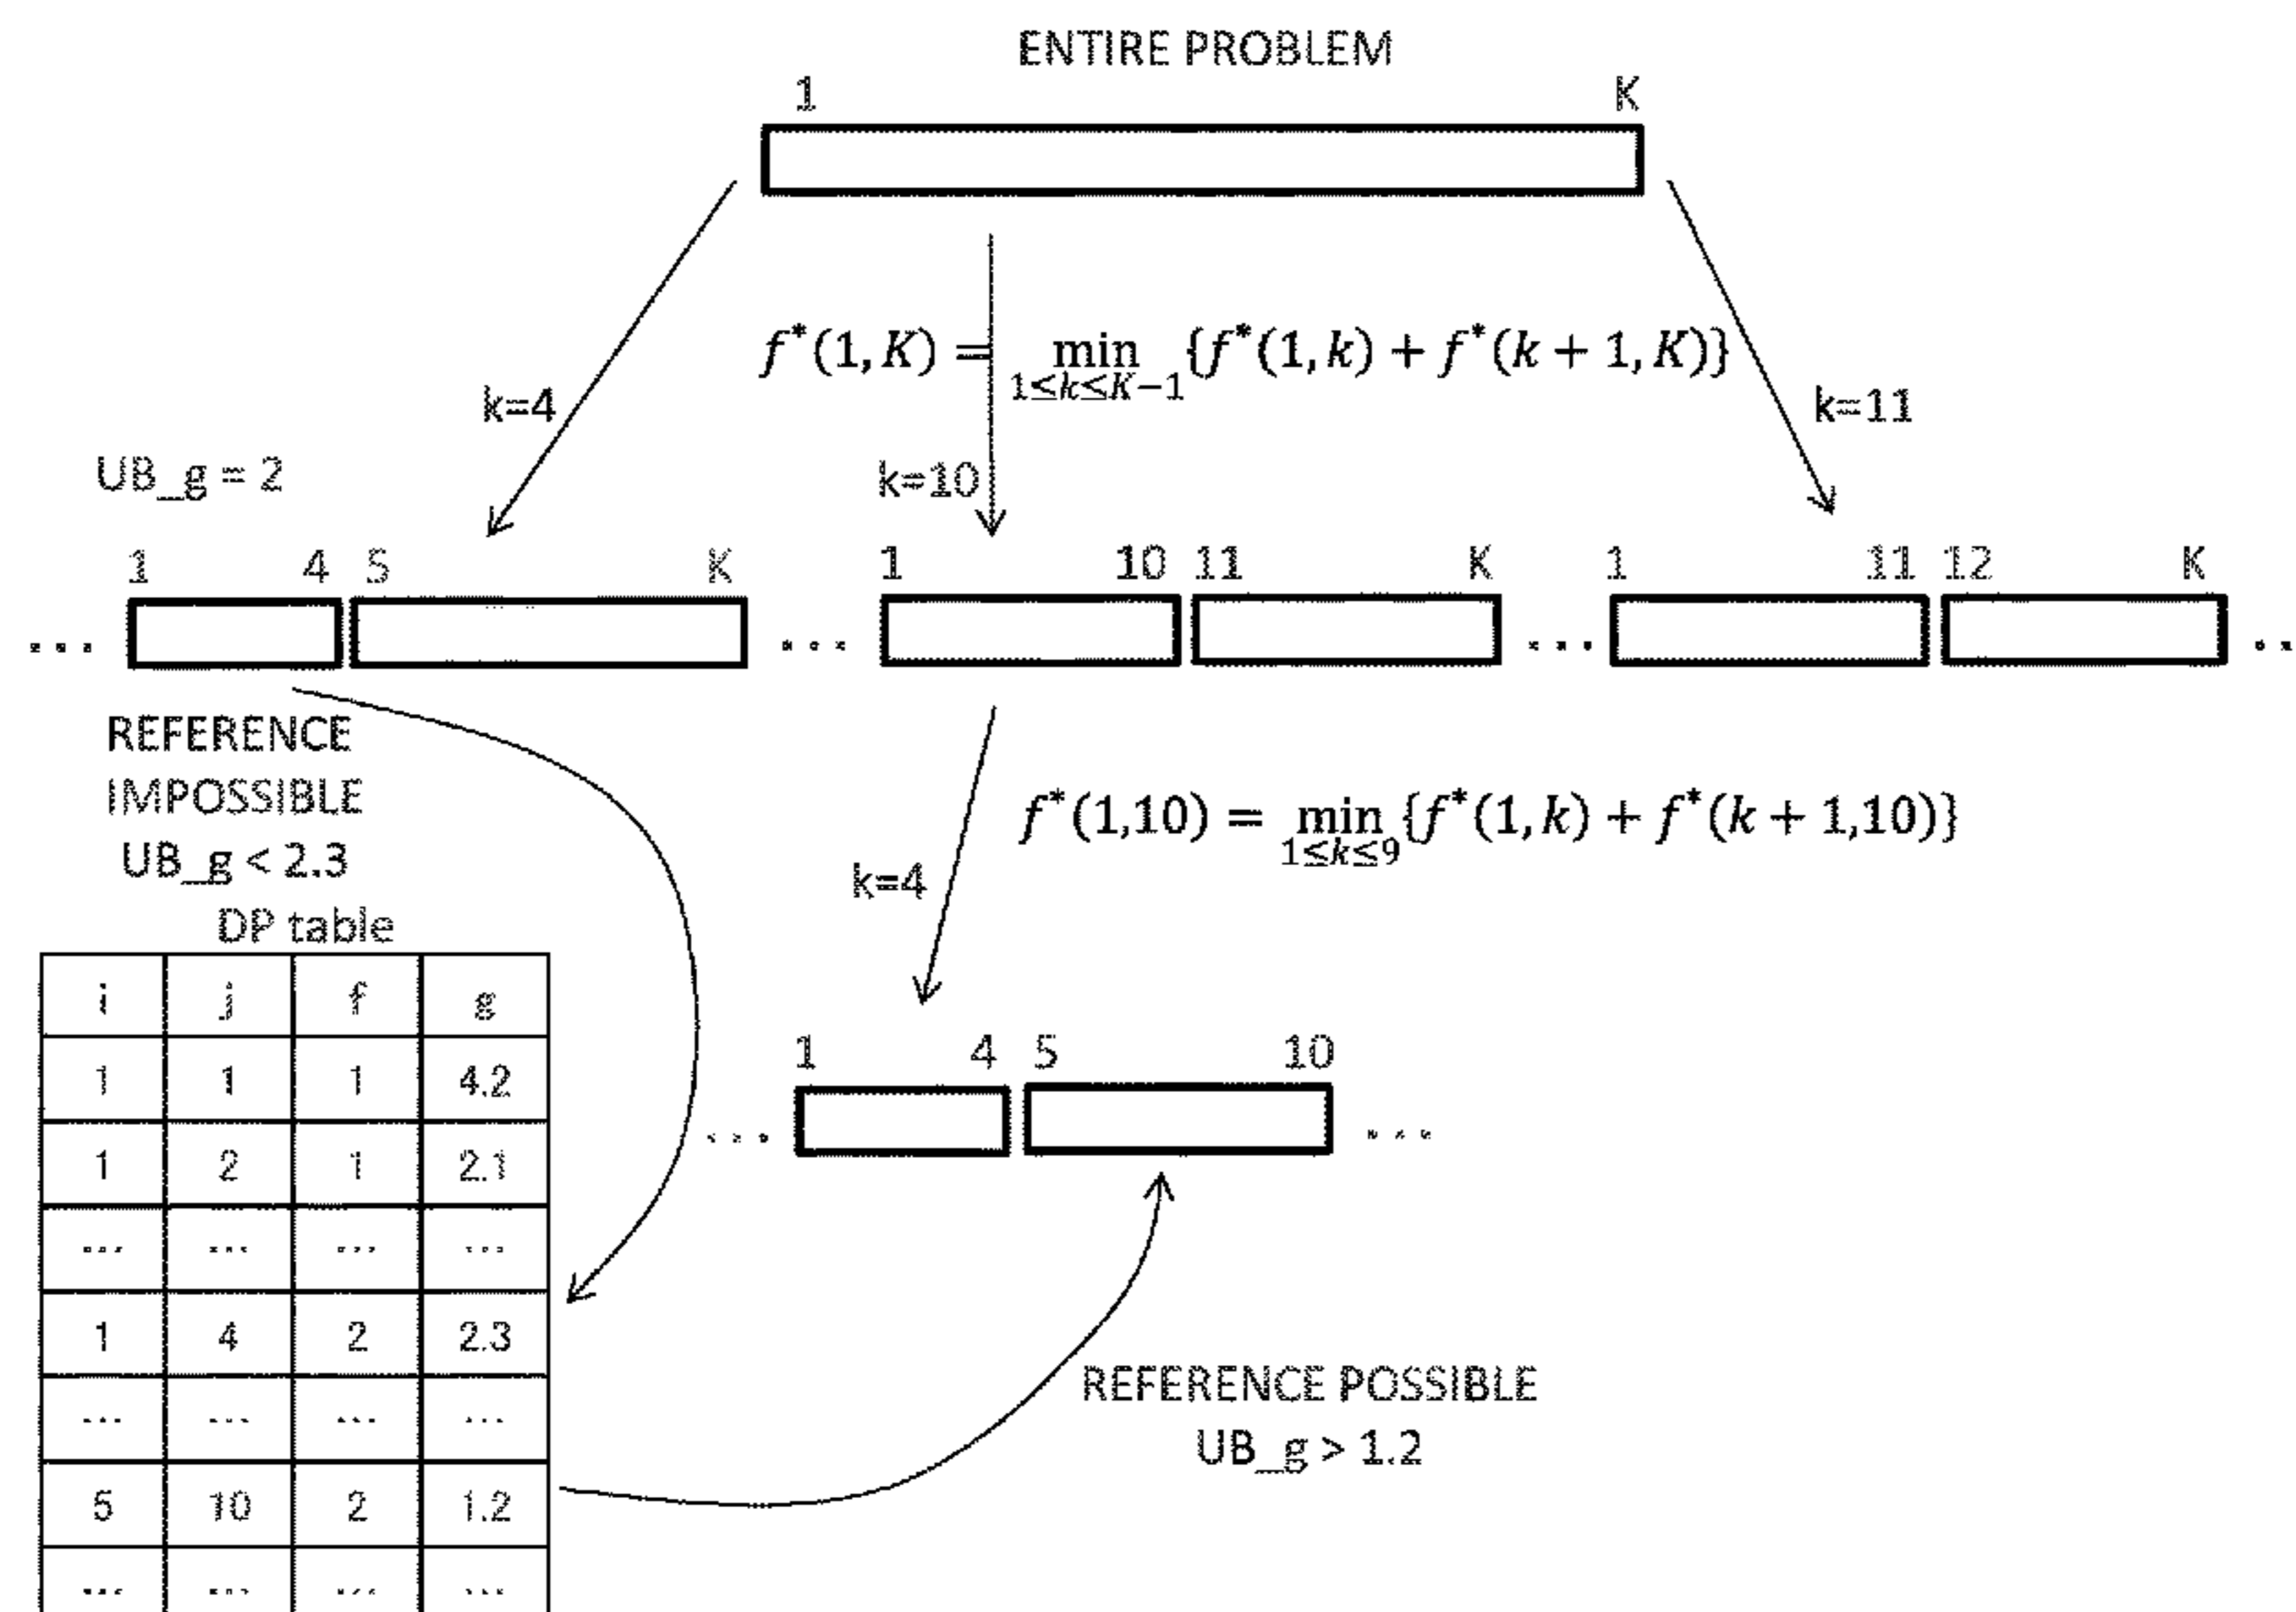 ENTIRE PROBLEM
1 K
f*(1, K) = min {f*(1, k) + f*(k + 1, K)}
1≤k≤K−1
k=4
k=11
UB_g = 2
k=10
1 4 5 K 1 10 11 K 1 11 12 K
... ... ... ..
REFERENCE
IMPOSSIBLE
UB_g < 2.3
f*(1,10) = min {f*(1, k) + f*(k + 1,10)}
1≤k≤9
k=4
DP table
i j f g
1 1 1 4.2
1 2 1 2.1
... ... ... ...
1 4 2 2.3
... ... ... ...
5 10 2 1.2
... ... ... ...
1 4 5 10
... ...
REFERENCE POSSIBLE
UB_g > 1.2